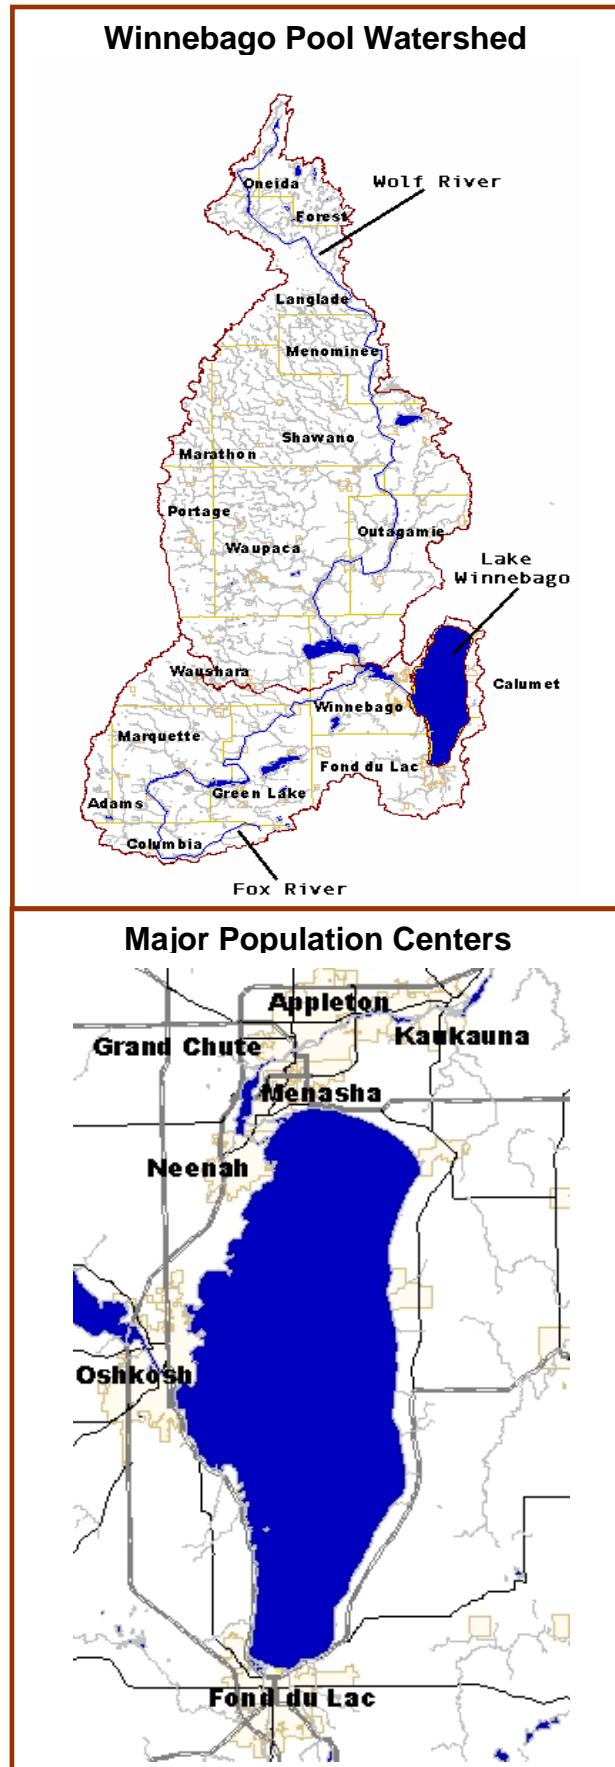 Winnebago Pool Watershed
Oneida
Wolf River
Forest
Langlade
Menominee
Shawano
Marathon
Portage
Outagamie
Waupaca
Lake
Winnebago
Waushara
Calumet
Winnebago
Marquette
Fond du Lac
Green Lake
Adams
Columbia
Fox River
Major Population Centers
Appleton
Kaukauna
Grand Chute
Menasha
Neenah
Oshkosh
Fond du Lac